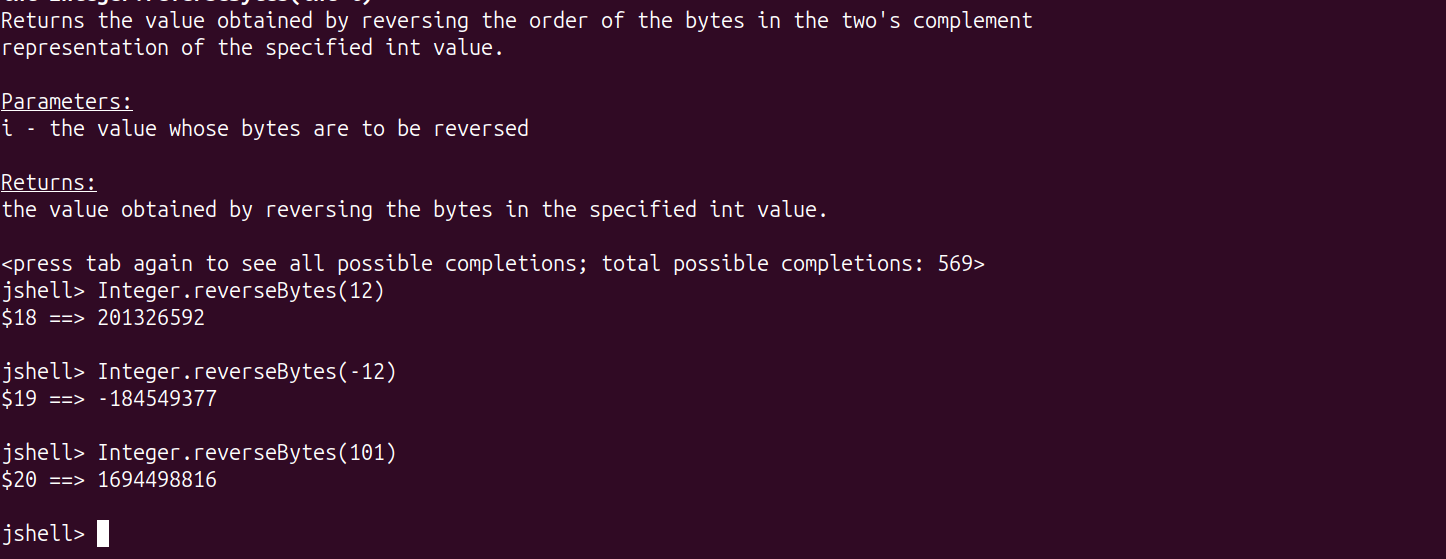 Returns the value obtained by reversing the order of the bytes in the two's complement
representation of the specified int value.
Parameters:
i - the value whose bytes are to be reversed
Returns:
the value obtained by reversing the bytes in the specified int value.
<press tab again to see all possible completions; total possible completions: 569>
jshell> Integer.reverseBytes(12)
$18 ==> 201326592
jshell> Integer.reverseBytes(-12)
$19 ==> -184549377
jshell> Integer.reverseBytes(101)
$20 ==> 1694498816
jshell>